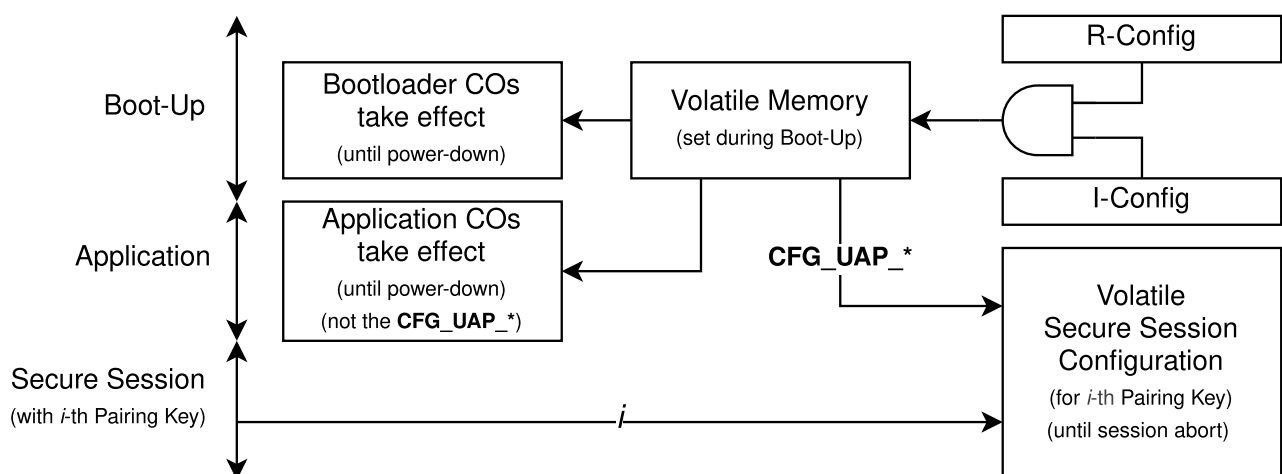 R-Config
Boot-Up
Bootloader COs
take effect
(until power-down)
Volatile Memory
(set during Boot-Up)
I-Config
Application
Application COs
take effect
(until power-down)
(not the CFG_UAP_*)
CFG_UAP_*
Volatile
Secure Session
Configuration
(for i-th Pairing Key)
(until session abort)
Secure Session
(with i-th Pairing Key)
i